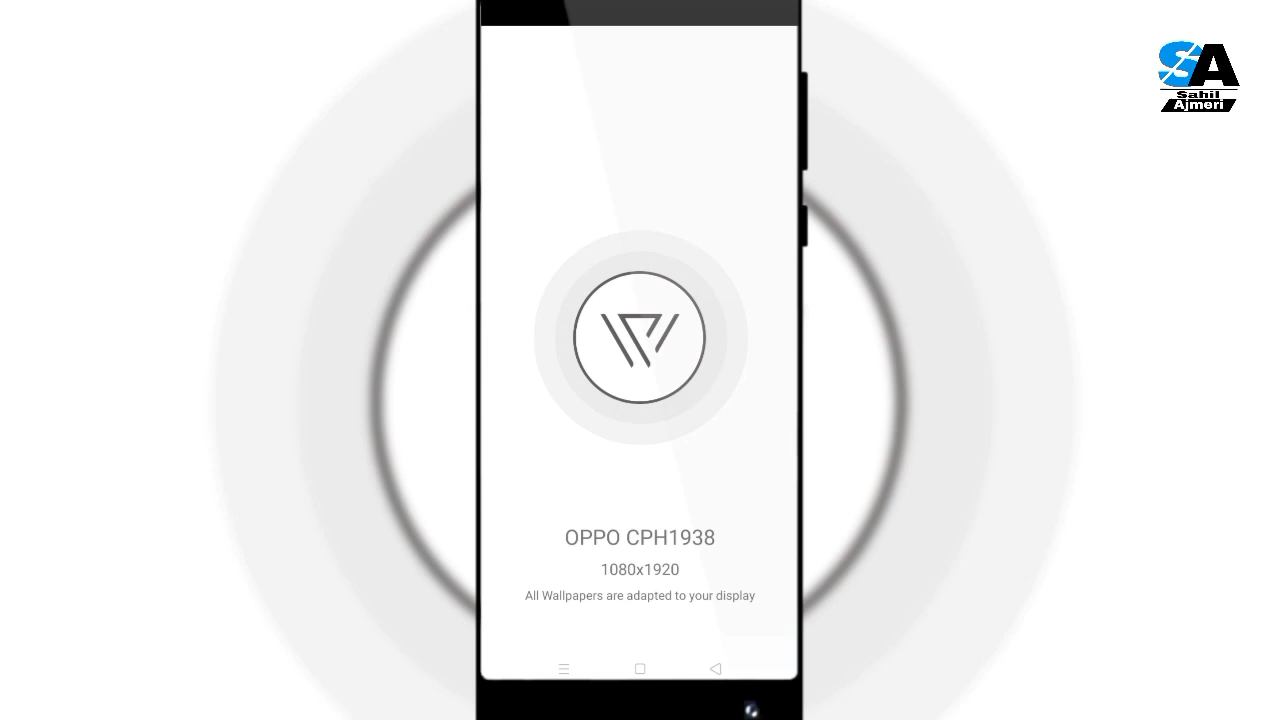 SA
Sahil
Ajmeri
OPPO CPH1938
1080x1920
All Wallpapers are adapted to your display